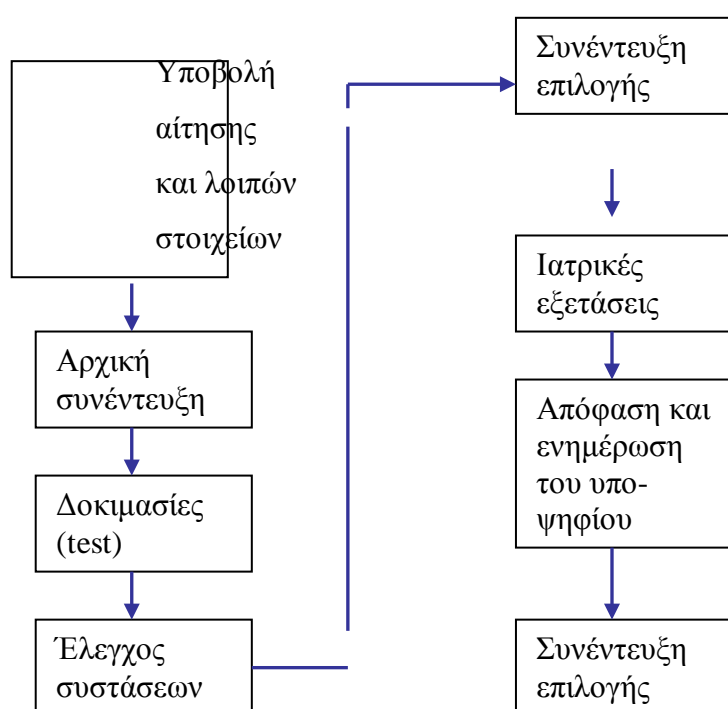 Υποβολή
αίτησης
και λοιπών
στοιχείων
Αρχική
συνέντευξη
Δοκιμασίες
(test)
Έλεγχος
συστάσεων
Συνέντευξη
επιλογής
Ιατρικές
εξετάσεις
Απόφαση και
ενημέρωση
του υπο-
ψηφίου
Συνέντευξη
επιλογής